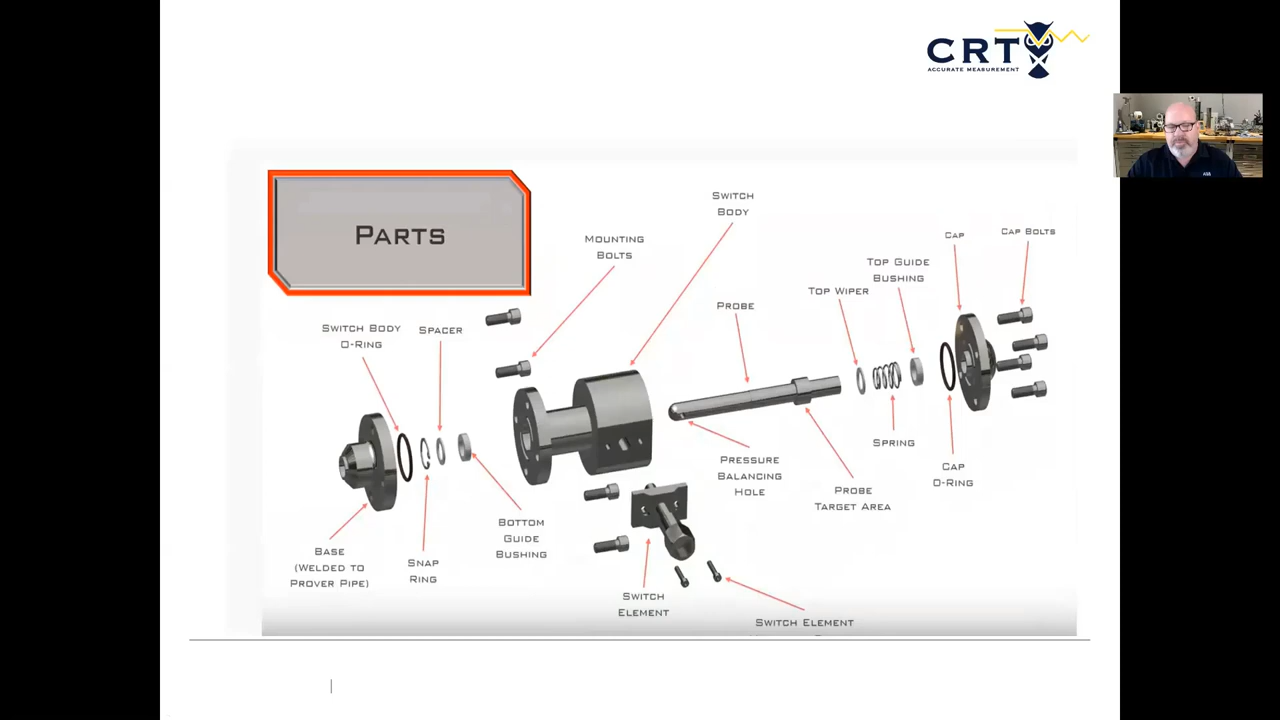 CRT
ACCURATE MEASUREMENT
PARTS
SWITCH
BODY
MOUNTING
BOLTS
CAP
CAP BOLTS
TOP GUIDE
BUSHING
TOP WIPER
PROBE
SWITCH BODY
O-RING
SPACER
SPRING
PRESSURE
BALANCING
HOLE
CAP
O-RING
PROBE
TARGET AREA
BOTTOM
GUIDE
BUSHING
BASE
(WELDED TO
PROVER PIPE)
SNAP
RING
SWITCH
ELEMENT
SWITCH ELEMENT